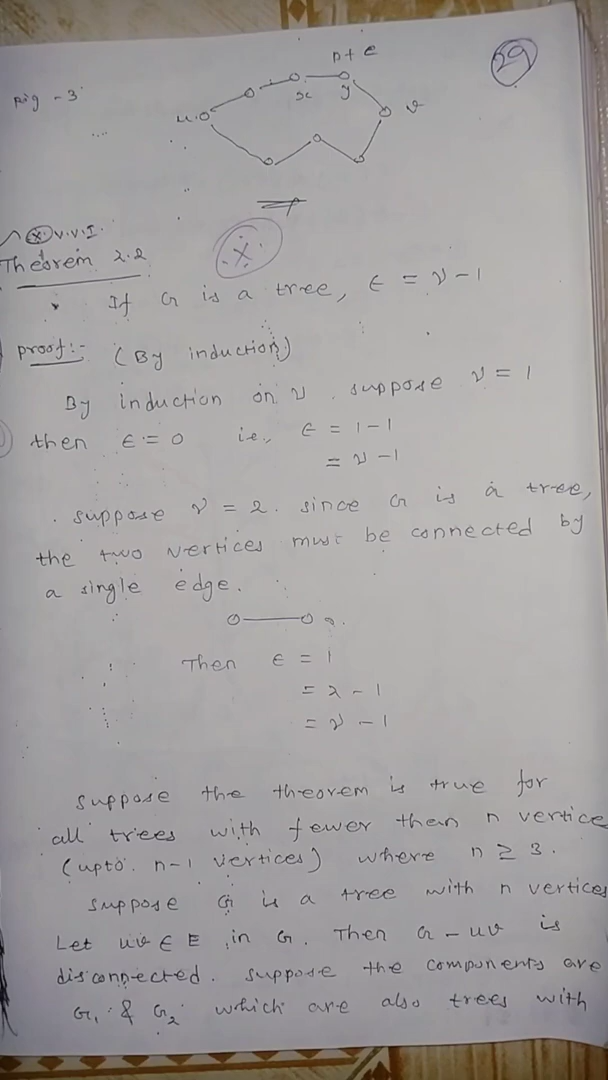 29
Fig - 3
P + e
u
x
y
v
V.V.I.
Theorem 2.2
If G is a tree, ε = ν - 1
proof:- (By induction)
By induction on ν. suppose ν = 1
then ε = 0 i.e., ε = 1 - 1
= ν - 1
suppose ν = 2. since G is a tree,
the two vertices must be connected by
a single edge.
Then ε = 1
= 2 - 1
= ν - 1
suppose the theorem is true for
all trees with fewer than n vertice
(upto n-1 vertices) where n ≥ 3.
suppose G is a tree with n vertices
Let uv ∈ E in G. Then G - uv is
disconnected. suppose the components are
G₁ & G₂ which are also trees with